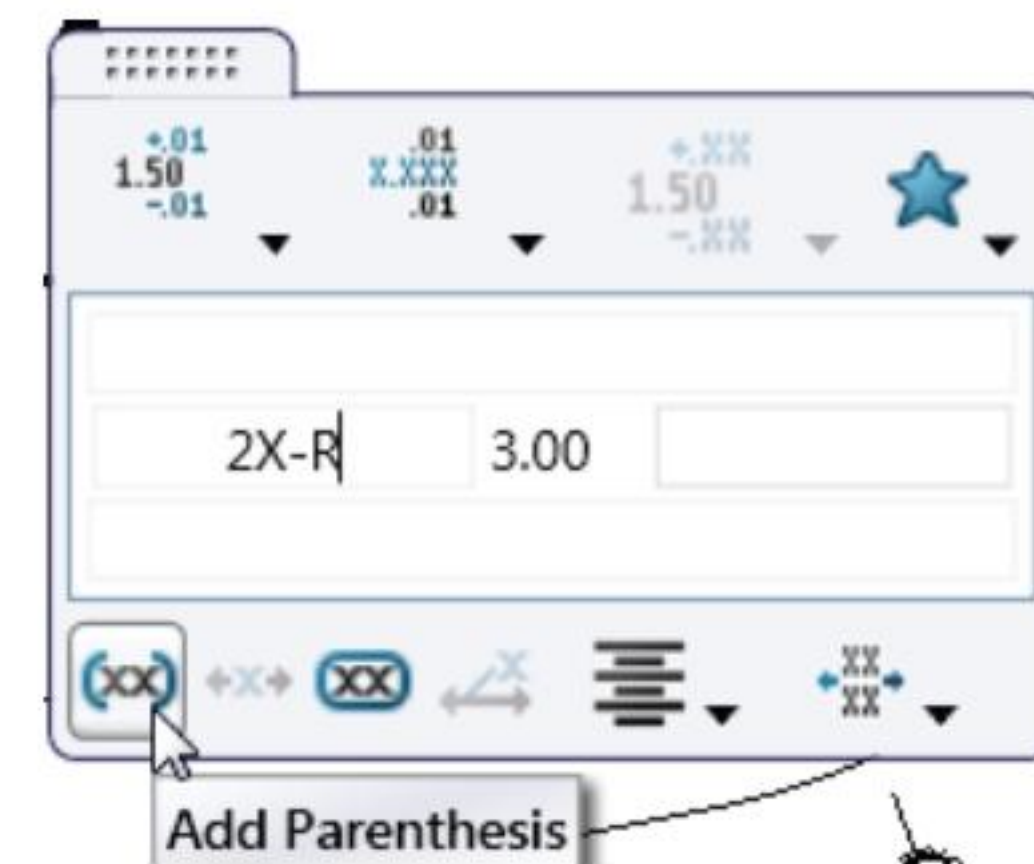 +.01
1.50
-.01
.01
X.XXX
.01
+.XX
1.50
-.XX
2X-R 3.00
(XX) X XX X XX
XX
Add Parenthesis